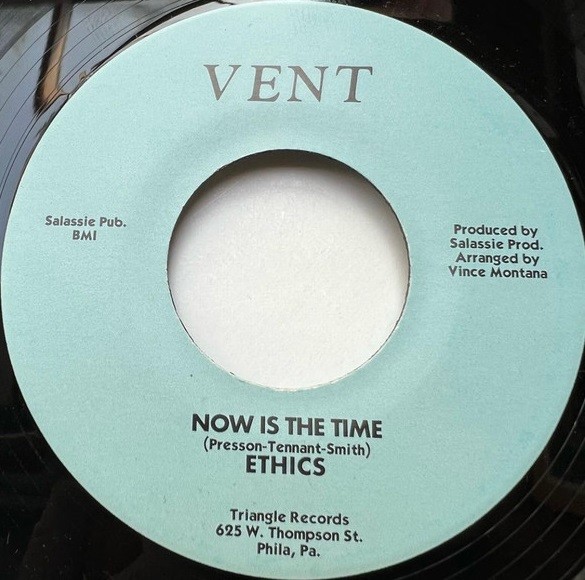 VENT
Salassie Pub.
BMI
Produced by
Salassie Prod.
Arranged by
Vince Montana
NOW IS THE TIME
(Presson-Tennant-Smith)
ETHICS
Triangle Records
625 W. Thompson St.
Phila, Pa.